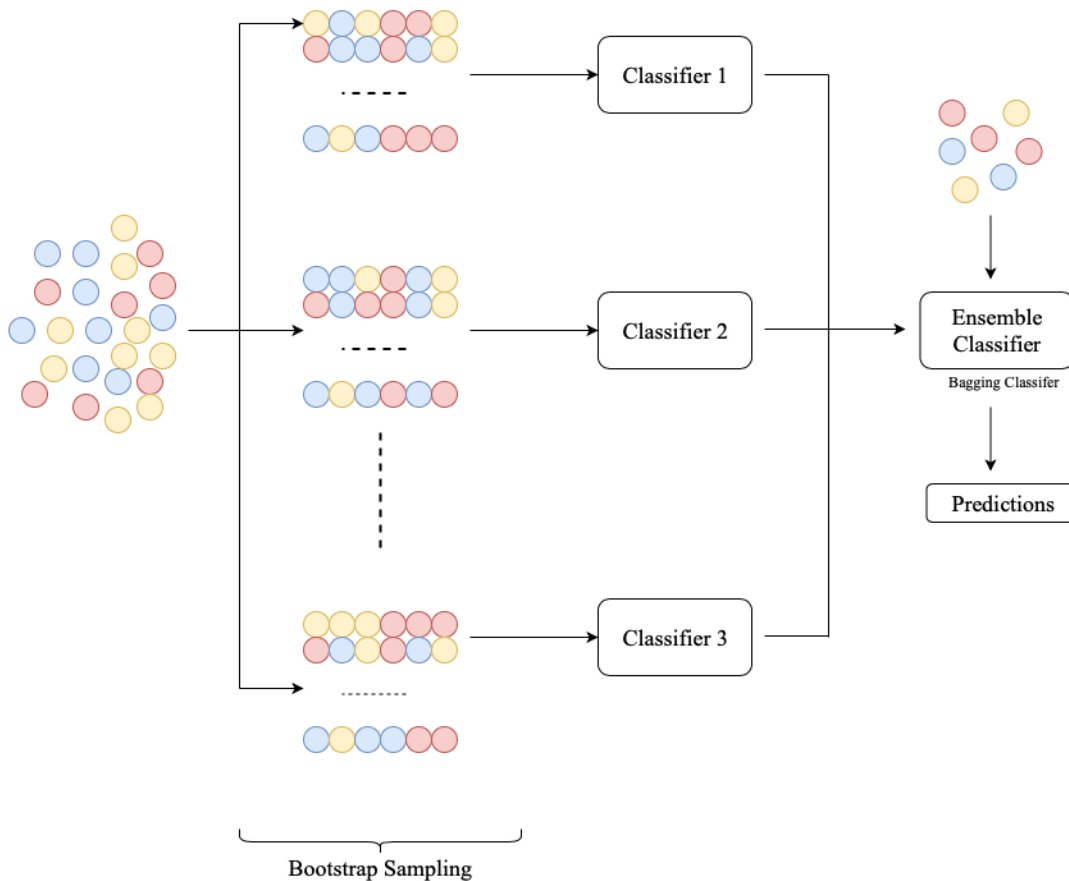 Classifier 1
Classifier 2
Ensemble
Classifier
Bagging Classifer
Predictions
Classifier 3
Bootstrap Sampling